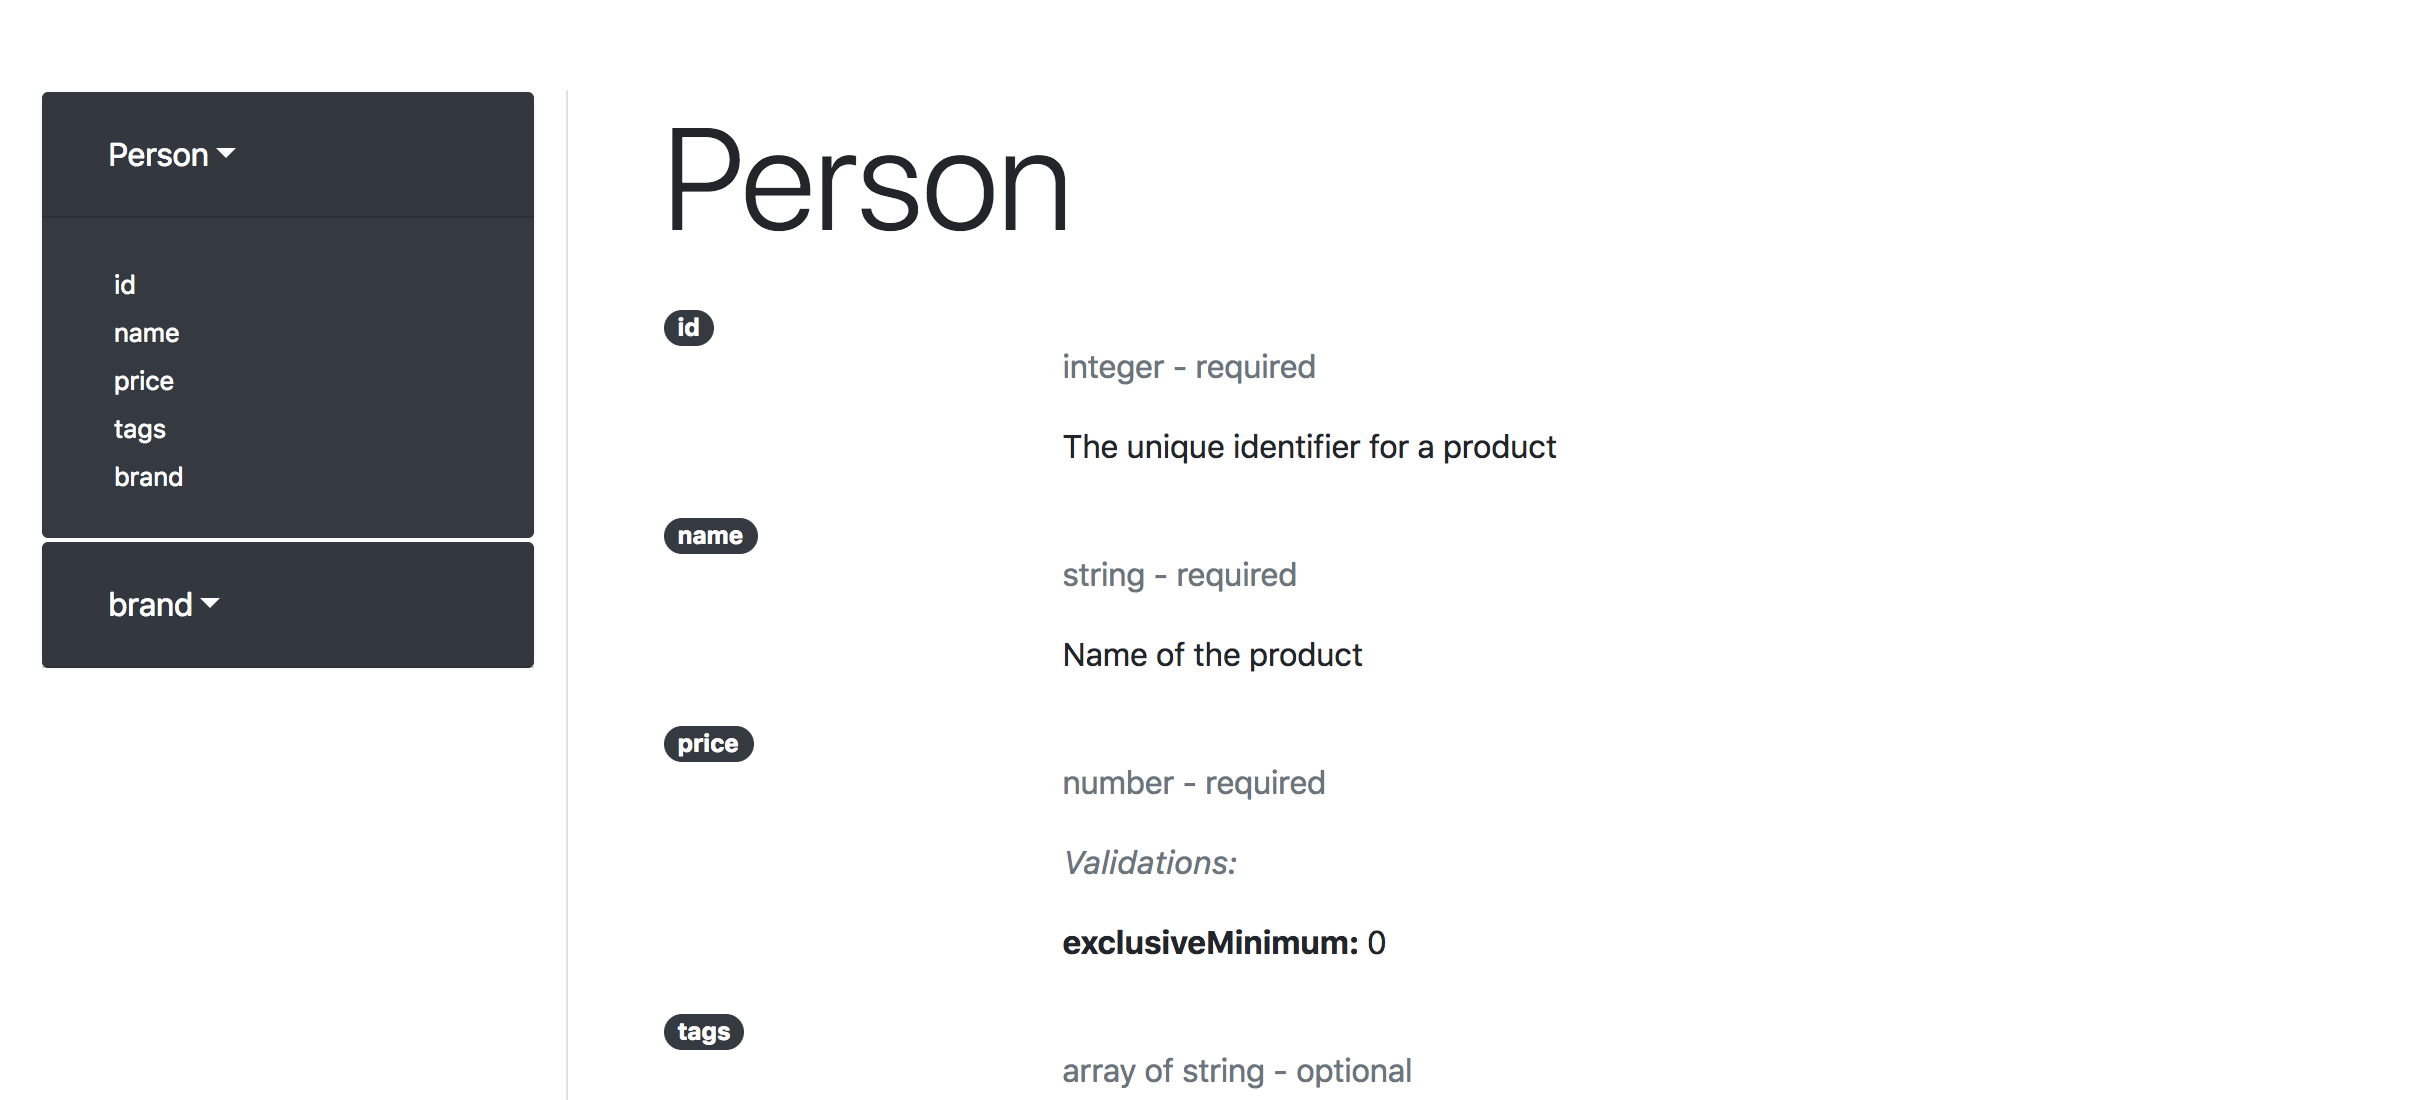 Person
id
name
price
tags
brand
brand
Person
id
integer - required
The unique identifier for a product
name
string - required
Name of the product
price
number - required
Validations:
exclusiveMinimum: 0
tags
array of string - optional